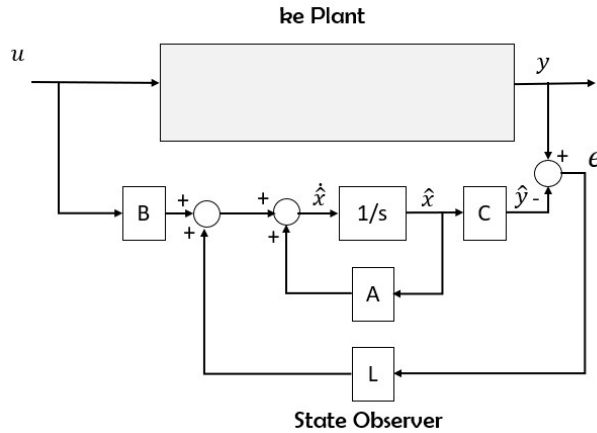 ke Plant
u
y
+
e
ŷ -
B
+
+
+
+
ẋ̂
1/s
x̂
C
A
L
State Observer